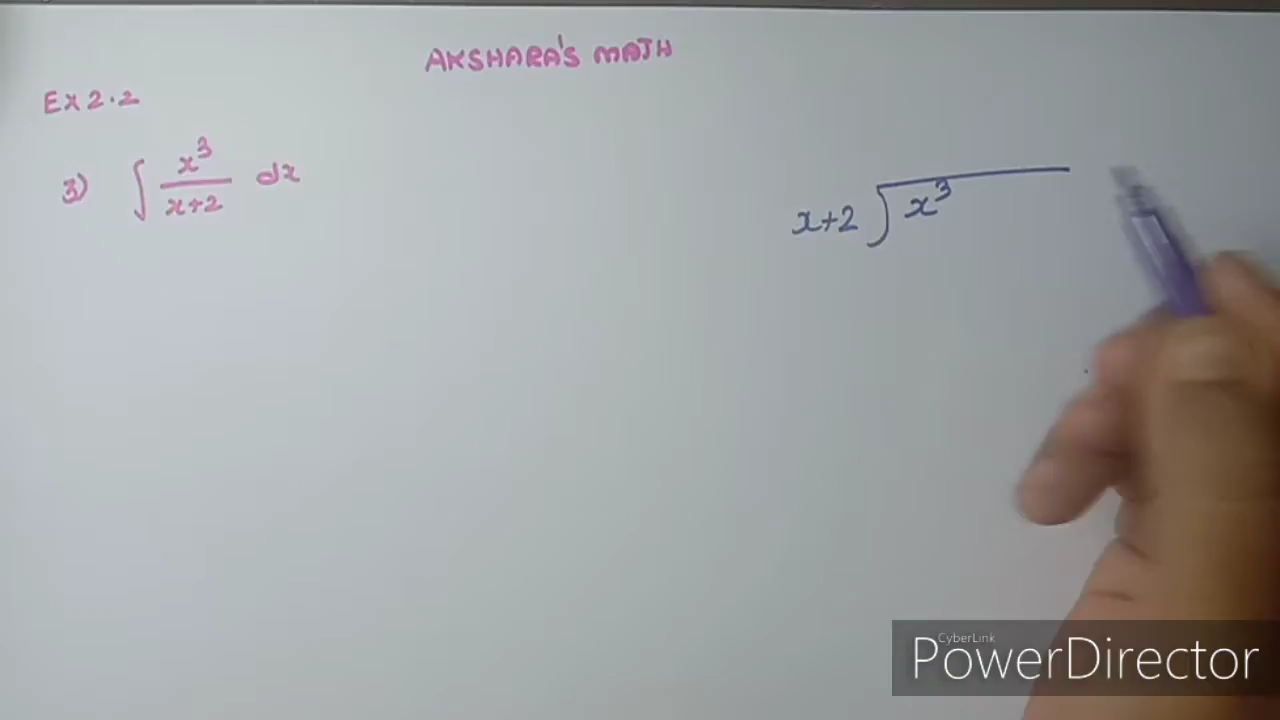 AKSHARA'S MATH
Ex 2.2
3) ∫ x³/(x+2) dx
x+2 ) x³
CyberLink
PowerDirector